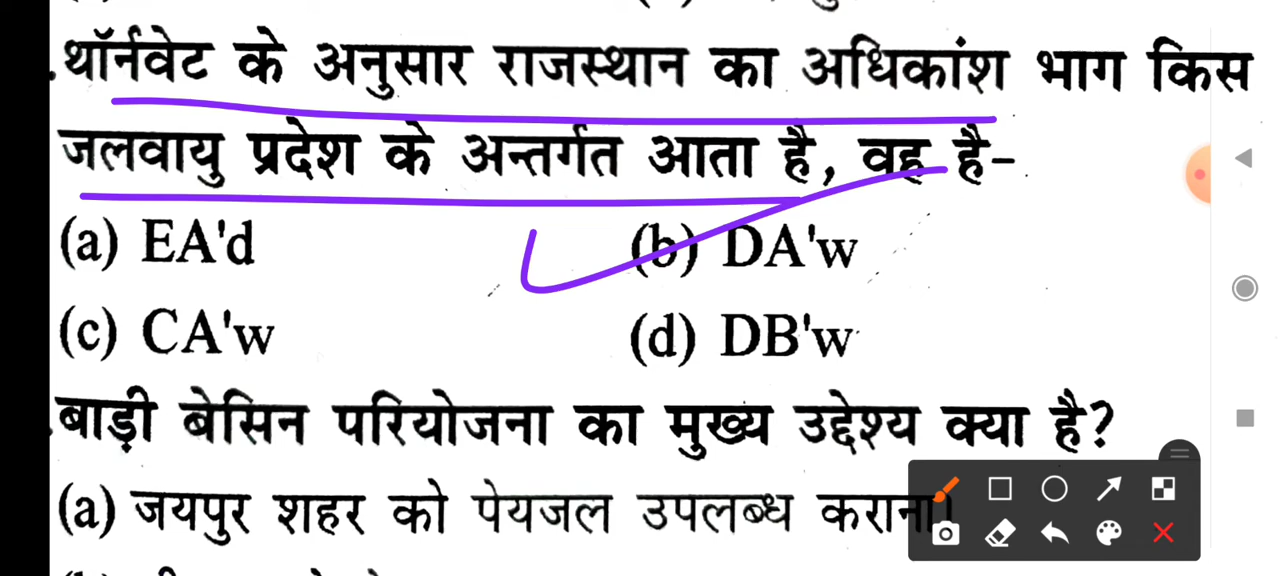 थॉर्नवेट के अनुसार राजस्थान का अधिकांश भाग किस
जलवायु प्रदेश के अन्तर्गत आता है, वह है-
(a) EA'd (b) DA'w
(c) CA'w (d) DB'w
बाड़ी बेसिन परियोजना का मुख्य उद्देश्य क्या है?
(a) जयपुर शहर को पेयजल उपलब्ध कराना।